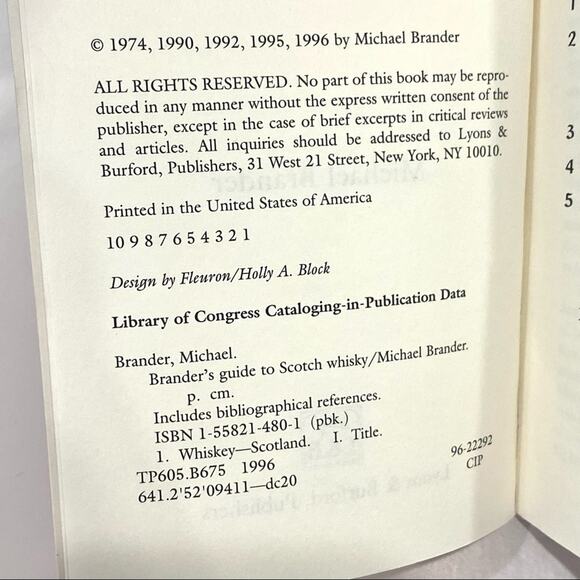 © 1974, 1990, 1992, 1995, 1996 by Michael Brander
ALL RIGHTS RESERVED. No part of this book may be repro-
duced in any manner without the express written consent of the
publisher, except in the case of brief excerpts in critical reviews
and articles. All inquiries should be addressed to Lyons &
Burford, Publishers, 31 West 21 Street, New York, NY 10010.
Printed in the United States of America
10 9 8 7 6 5 4 3 2 1
Design by Fleuron/Holly A. Block
Library of Congress Cataloging-in-Publication Data
Brander, Michael.
Brander's guide to Scotch whisky/Michael Brander.
p. cm.
Includes bibliographical references.
ISBN 1-55821-480-1 (pbk.)
1. Whiskey—Scotland. I. Title.
TP605.B675 1996
641.2'52'09411—dc20
96-22292
CIP
1
2
3
4
5